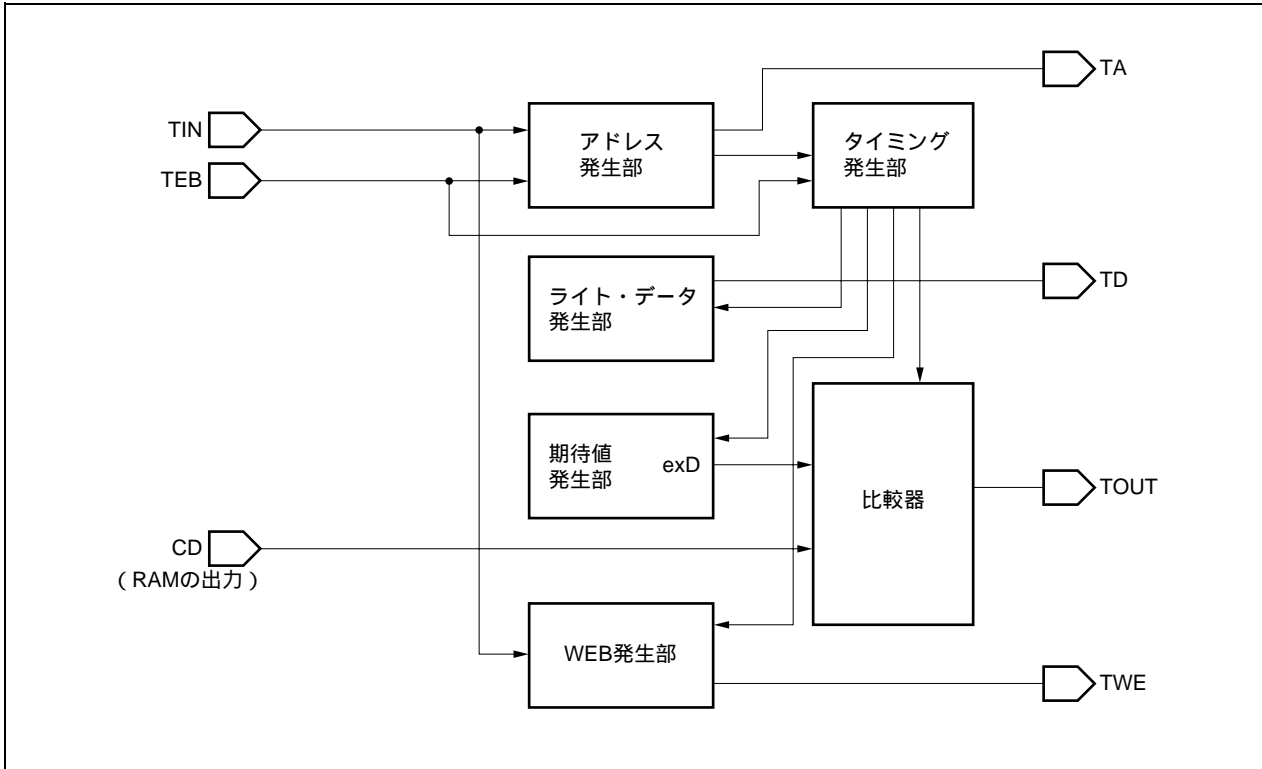 TA
TIN
アドレス
発生部
タイミング
発生部
TEB
ライト・データ
発生部
TD
期待値
発生部
exD
比較器
TOUT
CD
(RAMの出力)
WEB発生部
TWE